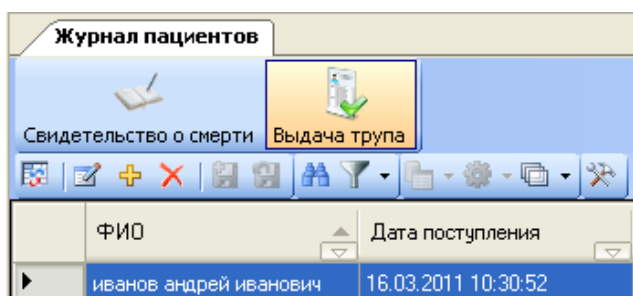 Журнал пациентов
Свидетельство о смерти Выдача трупа
ФИО Дата поступления
иванов андрей иванович 16.03.2011 10:30:52